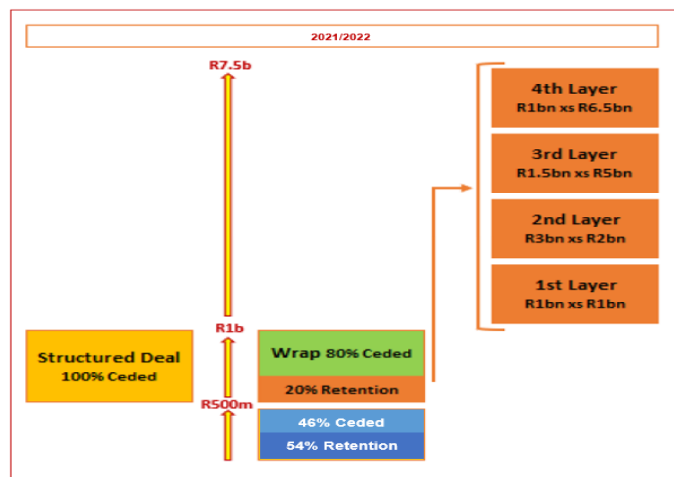 2021/2022
R7.5b
4th Layer
R1bn xs R6.5bn
3rd Layer
R1.5bn xs R5bn
2nd Layer
R3bn xs R2bn
1st Layer
R1bn xs R1bn
R1b
Structured Deal
100% Ceded
Wrap 80% Ceded
20% Retention
R500m
46% Ceded
54% Retention